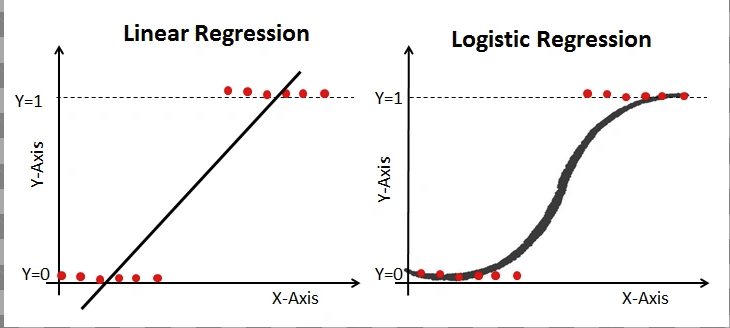 Linear Regression
Y=1
Y-Axis
Y=0
X-Axis
Logistic Regression
Y=1
Y-Axis
Y=0
X-Axis